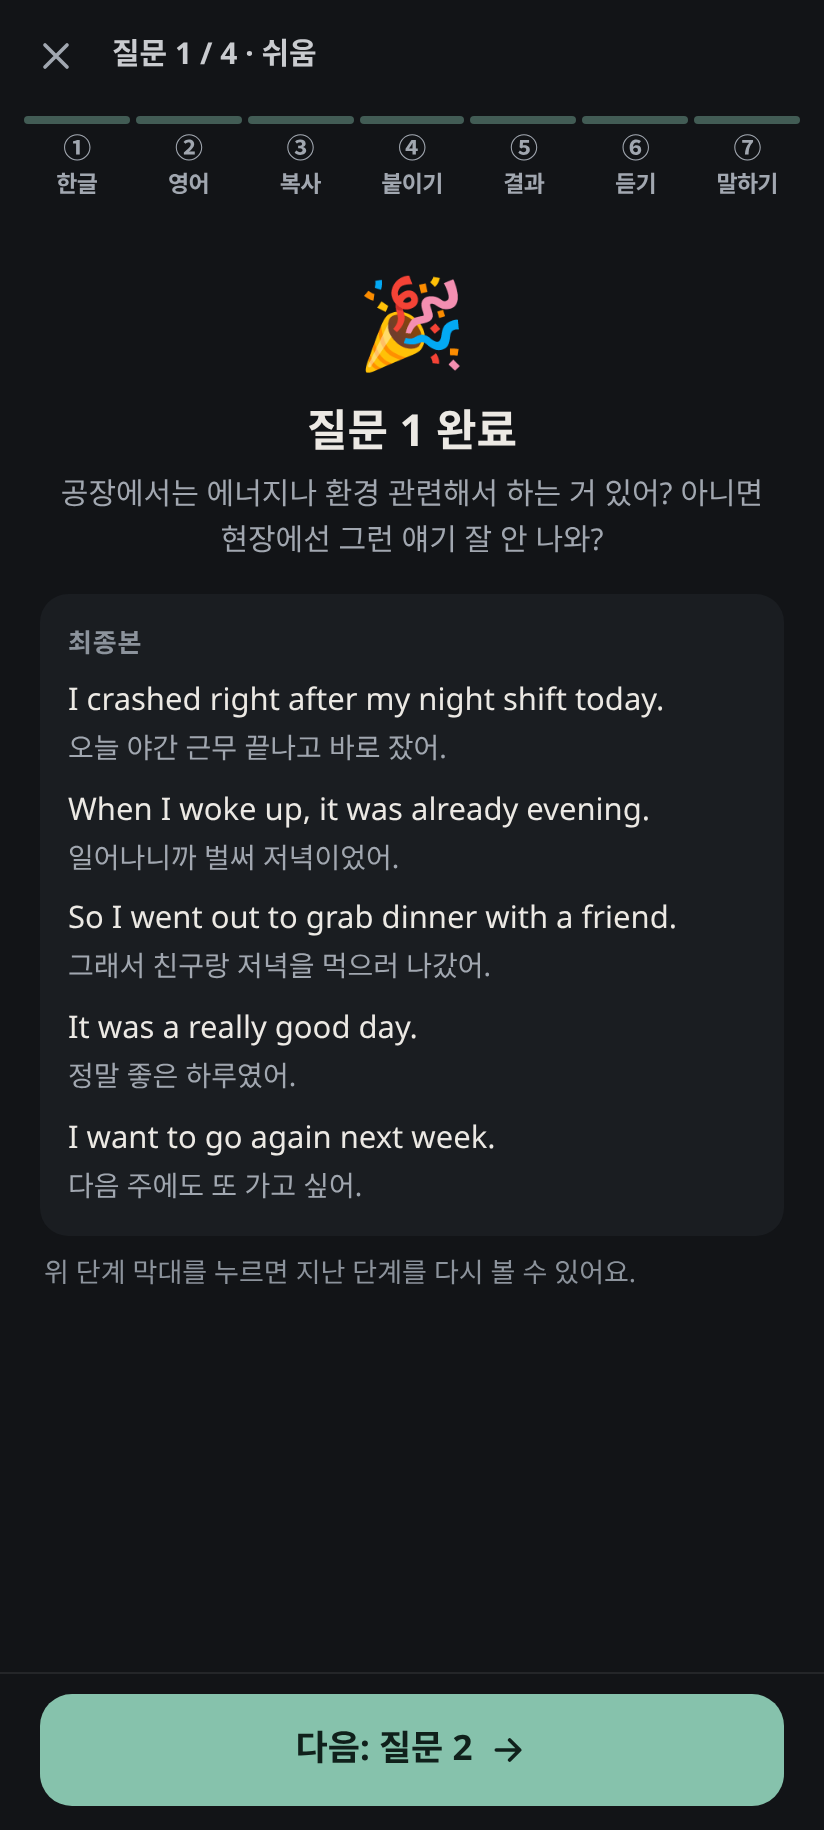 질문 1 / 4 · 쉬움
① ② ③ ④ ⑤ ⑥ ⑦
한글 영어 복사 붙이기 결과 듣기 말하기
질문 1 완료
공장에서는 에너지나 환경 관련해서 하는 거 있어? 아니면
현장에선 그런 얘기 잘 안 나와?
최종본
I crashed right after my night shift today.
오늘 야간 근무 끝나고 바로 잤어.
When I woke up, it was already evening.
일어나니까 벌써 저녁이었어.
So I went out to grab dinner with a friend.
그래서 친구랑 저녁을 먹으러 나갔어.
It was a really good day.
정말 좋은 하루였어.
I want to go again next week.
다음 주에도 또 가고 싶어.
위 단계 막대를 누르면 지난 단계를 다시 볼 수 있어요.
다음: 질문 2 →